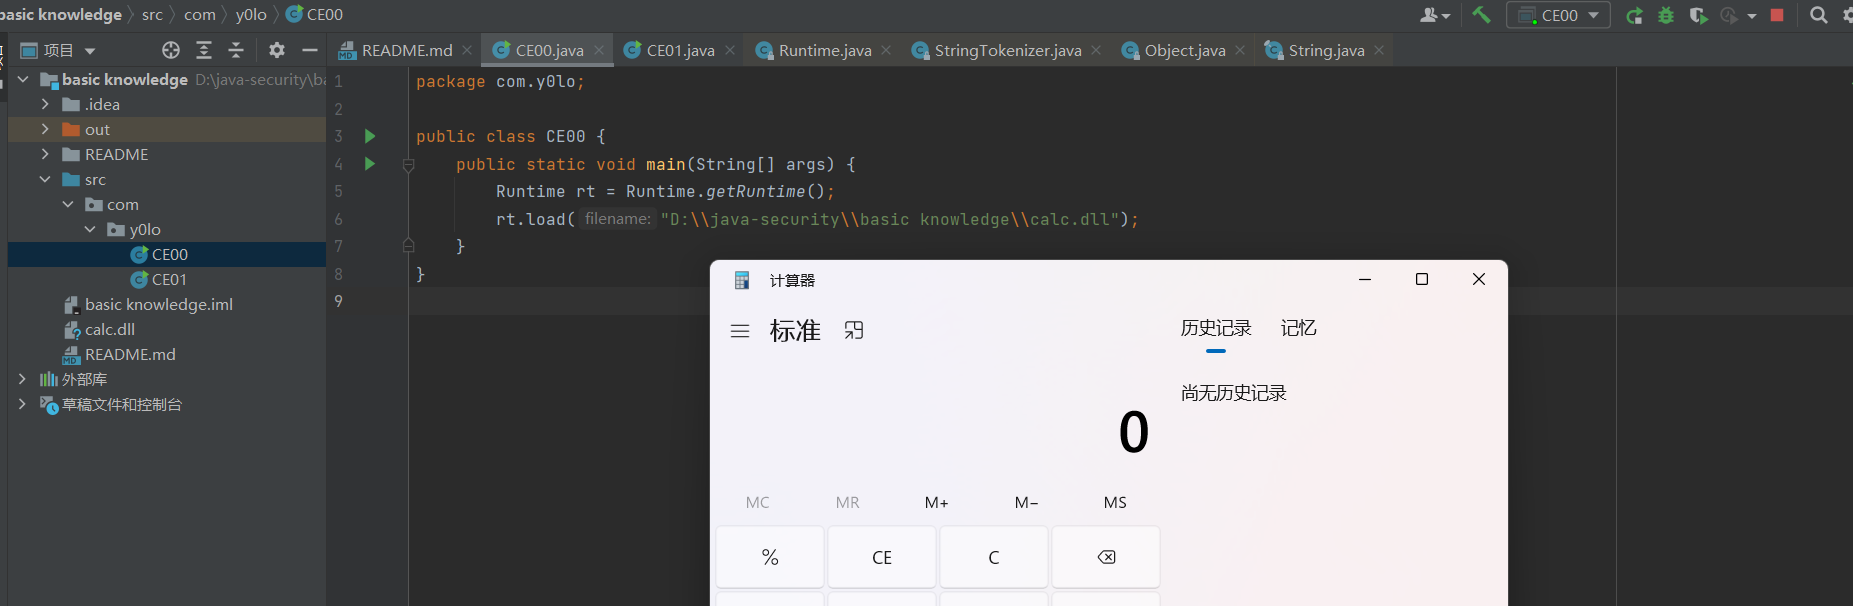 basic knowledge src com y0lo CE00
CE00
项目
README.md CE00.java CE01.java Runtime.java StringTokenizer.java Object.java String.java
basic knowledge D:\java-security\ba
.idea
out
README
src
com
y0lo
CE00
CE01
basic knowledge.iml
calc.dll
README.md
外部库
草稿文件和控制台
1 package com.y0lo;
2
3 public class CE00 {
4 public static void main(String[] args) {
5 Runtime rt = Runtime.getRuntime();
6 rt.load( filename: "D:\\java-security\\basic knowledge\\calc.dll");
7 }
8 }
9
计算器
标准
历史记录 记忆
尚无历史记录
0
MC MR M+ M− MS
% CE C